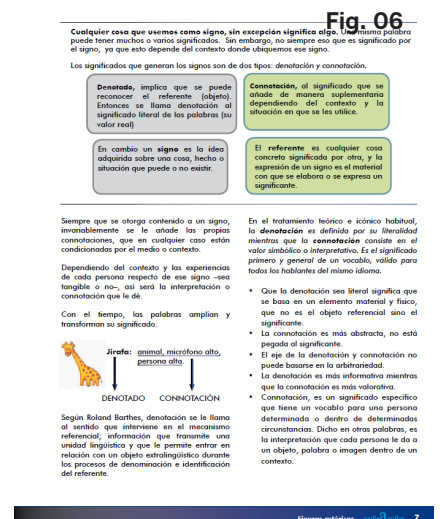 Fig. 06
Cualquier cosa que usemos como signo, sin excepción significa algo. Una misma palabra
puede tener muchos o varios significados. Sin embargo, no siempre eso que es significado por
el signo, ya que esto depende del contexto donde ubiquemos ese signo.
Los significados que generan los signos son de dos tipos: denotación y connotación.
Denotado, implica que se puede
reconocer el referente (objeto).
Entonces se llama denotación al
significado literal de las palabras (su
valor real)
Connotación, al significado que se
añade de manera suplementaria
dependiendo del contexto y la
situación en que se les utilice.
En cambio un signo es la idea
adquirida sobre una cosa, hecho o
situación que puede o no existir.
El referente es cualquier cosa
concreta significada por otra, y la
expresión de un signo es el material
con que se elabora o se expresa un
significante.
Siempre que se otorga contenido a un signo,
invariablemente se le añade las propias
connotaciones, que en cualquier caso están
condicionadas por el medio o contexto.
Dependiendo del contexto y las experiencias
de cada persona respecto de ese signo –sea
tangible o no–, así será la interpretación o
connotación que le dé.
Con el tiempo, las palabras amplian y
transforman su significado.
Jirafa: animal, micrófono alto,
persona alta.
DENOTADO CONNOTACIÓN
Según Roland Barthes, denotación se le llama
al sentido que interviene en el mecanismo
referencial; información que transmite una
unidad lingüística y que le permite entrar en
relación con un objeto extralingüístico durante
los procesos de denominación e identificación
del referente.
En el tratamiento teórico e icónico habitual,
la denotación es definida por su literalidad
mientras que la connotación consiste en el
valor simbólico o interpretativo. Es el significado
primero y general de un vocablo, válido para
todos los hablantes del mismo idioma.
• Que la denotación sea literal significa que
se basa en un elemento material y físico,
que no es el objeto referencial sino el
significante.
• La connotación es más abstracta, no está
pegada al significante.
• El eje de la denotación y connotación no
puede basarse en la arbitrariedad.
• La denotación es más informativa mientras
que la connotación es más valorativa.
• Connotación, es un significado específico
que tiene un vocablo para una persona
determinada o dentro de determinadas
circunstancias. Dicho en otras palabras, es
la interpretación que cada persona le da a
un objeto, palabra o imagen dentro de un
contexto.
Figuras retóricas 7